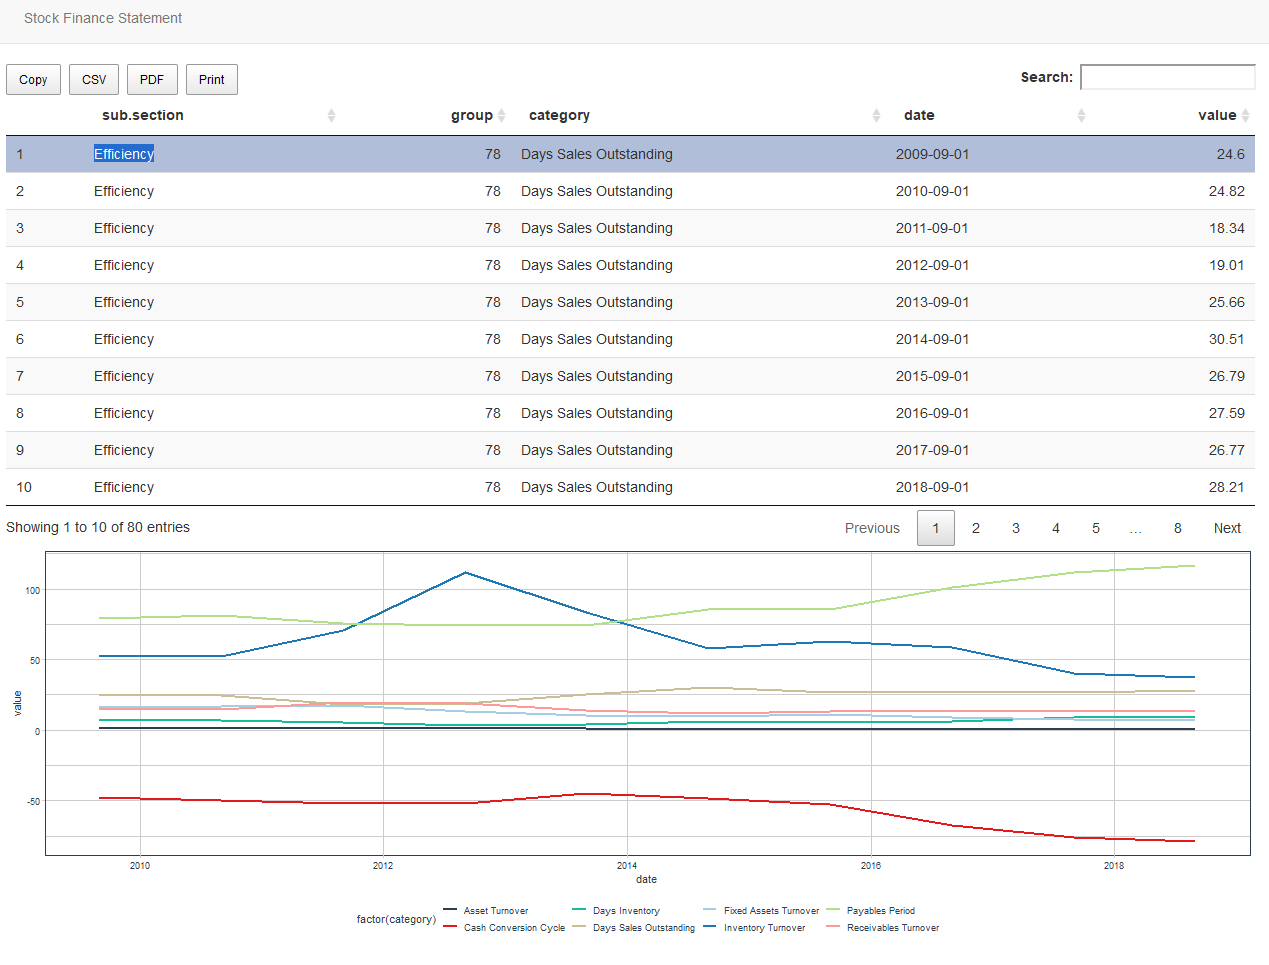 Stock Finance Statement
Copy CSV PDF Print Search:
sub.section group category date value
1 Efficiency 78 Days Sales Outstanding 2009-09-01 24.6
2 Efficiency 78 Days Sales Outstanding 2010-09-01 24.82
3 Efficiency 78 Days Sales Outstanding 2011-09-01 18.34
4 Efficiency 78 Days Sales Outstanding 2012-09-01 19.01
5 Efficiency 78 Days Sales Outstanding 2013-09-01 25.66
6 Efficiency 78 Days Sales Outstanding 2014-09-01 30.51
7 Efficiency 78 Days Sales Outstanding 2015-09-01 26.79
8 Efficiency 78 Days Sales Outstanding 2016-09-01 27.59
9 Efficiency 78 Days Sales Outstanding 2017-09-01 26.77
10 Efficiency 78 Days Sales Outstanding 2018-09-01 28.21
Showing 1 to 10 of 80 entries Previous 1 2 3 4 5 … 8 Next
100
50
value
0
-50
2010 2012 2014 2016 2018
date
factor(category)
Asset Turnover Days Inventory Fixed Assets Turnover Payables Period
Cash Conversion Cycle Days Sales Outstanding Inventory Turnover Receivables Turnover